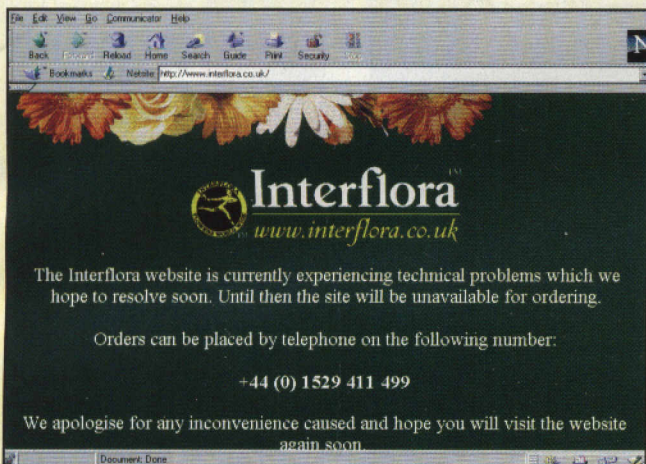 File Edit View Go Communicator Help
Back Forward Reload Home Search Guide Print Security Stop
Bookmarks Netsite: http://www.interflora.co.uk/
N
Interflora™
INTERFLORA
www.interflora.co.uk
The Interflora website is currently experiencing technical problems which we
hope to resolve soon. Until then the site will be unavailable for ordering.
Orders can be placed by telephone on the following number:
+44 (0) 1529 411 499
We apologise for any inconvenience caused and hope you will visit the website
again soon
Document: Done